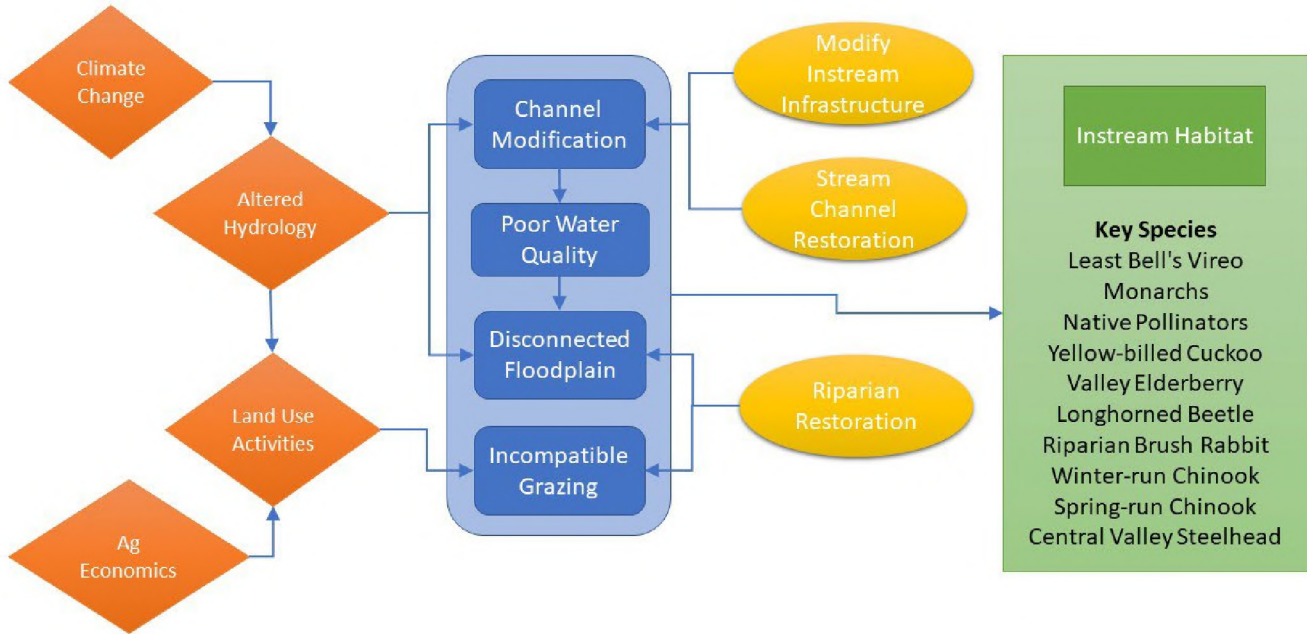 Climate
Change
Altered
Hydrology
Land Use
Activities
Ag
Economics
Channel
Modification
Poor Water
Quality
Disconnected
Floodplain
Incompatible
Grazing
Modify
Instream
Infrastructure
Stream
Channel
Restoration
Riparian
Restoration
Instream Habitat
Key Species
Least Bell's Vireo
Monarchs
Native Pollinators
Yellow-billed Cuckoo
Valley Elderberry
Longhorned Beetle
Riparian Brush Rabbit
Winter-run Chinook
Spring-run Chinook
Central Valley Steelhead